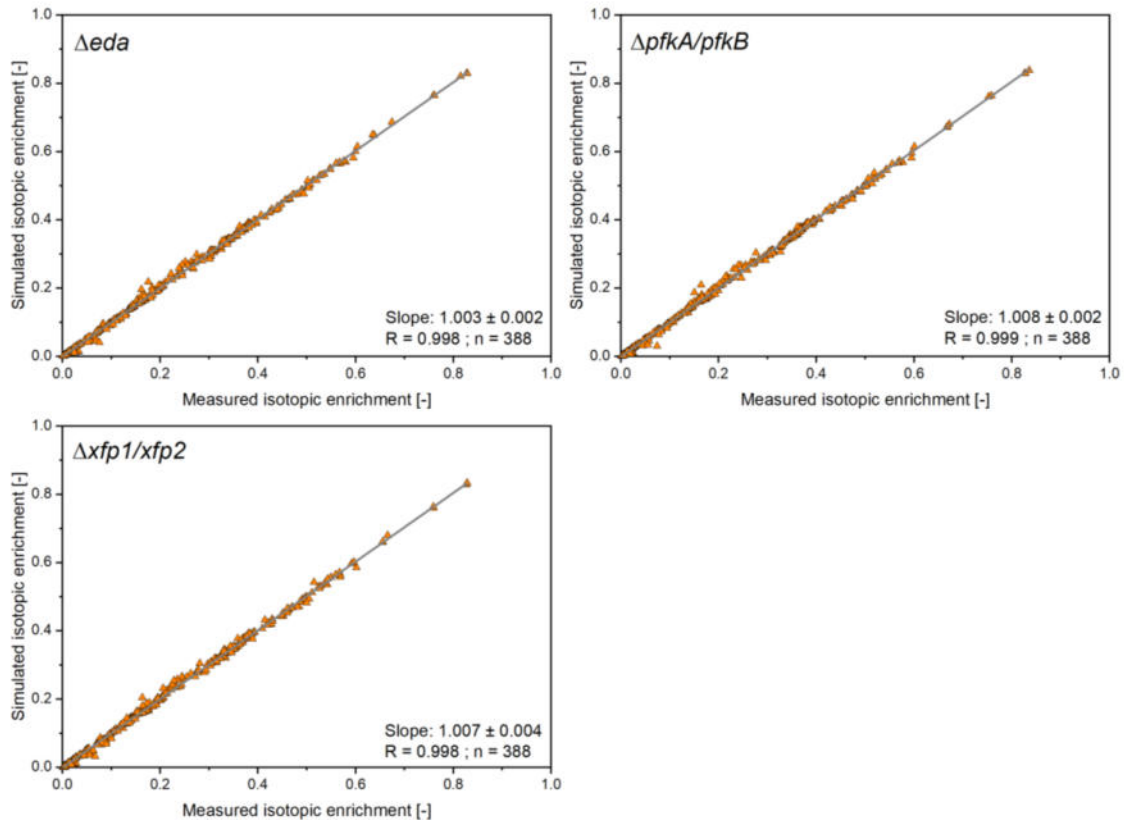 Δeda
1.0
0.8
0.6
0.4
0.2
0.0
Simulated isotopic enrichment [-]
Slope: 1.003 ± 0.002
R = 0.998 ; n = 388
0.0 0.2 0.4 0.6 0.8 1.0
Measured isotopic enrichment [-]
ΔpfkA/pfkB
1.0
0.8
0.6
0.4
0.2
0.0
Simulated isotopic enrichment [-]
Slope: 1.008 ± 0.002
R = 0.999 ; n = 388
0.0 0.2 0.4 0.6 0.8 1.0
Measured isotopic enrichment [-]
Δxfp1/xfp2
1.0
0.8
0.6
0.4
0.2
0.0
Simulated isotopic enrichment [-]
Slope: 1.007 ± 0.004
R = 0.998 ; n = 388
0.0 0.2 0.4 0.6 0.8 1.0
Measured isotopic enrichment [-]